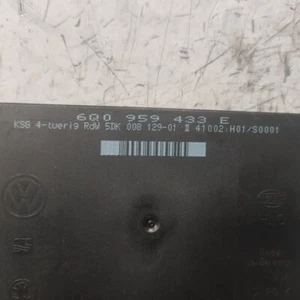 6Q0 959 433 E
KSG 4-tuerig RdW 5DK 008 129-01 II 41002:H01/S0001